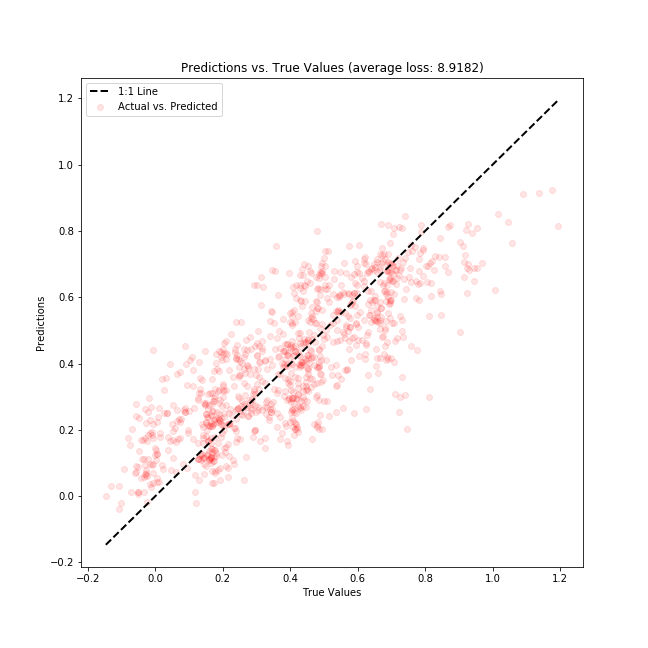 Predictions vs. True Values (average loss: 8.9182)
1:1 Line
Actual vs. Predicted
1.2
1.0
0.8
0.6
0.4
0.2
0.0
−0.2
Predictions
−0.2 0.0 0.2 0.4 0.6 0.8 1.0 1.2
True Values